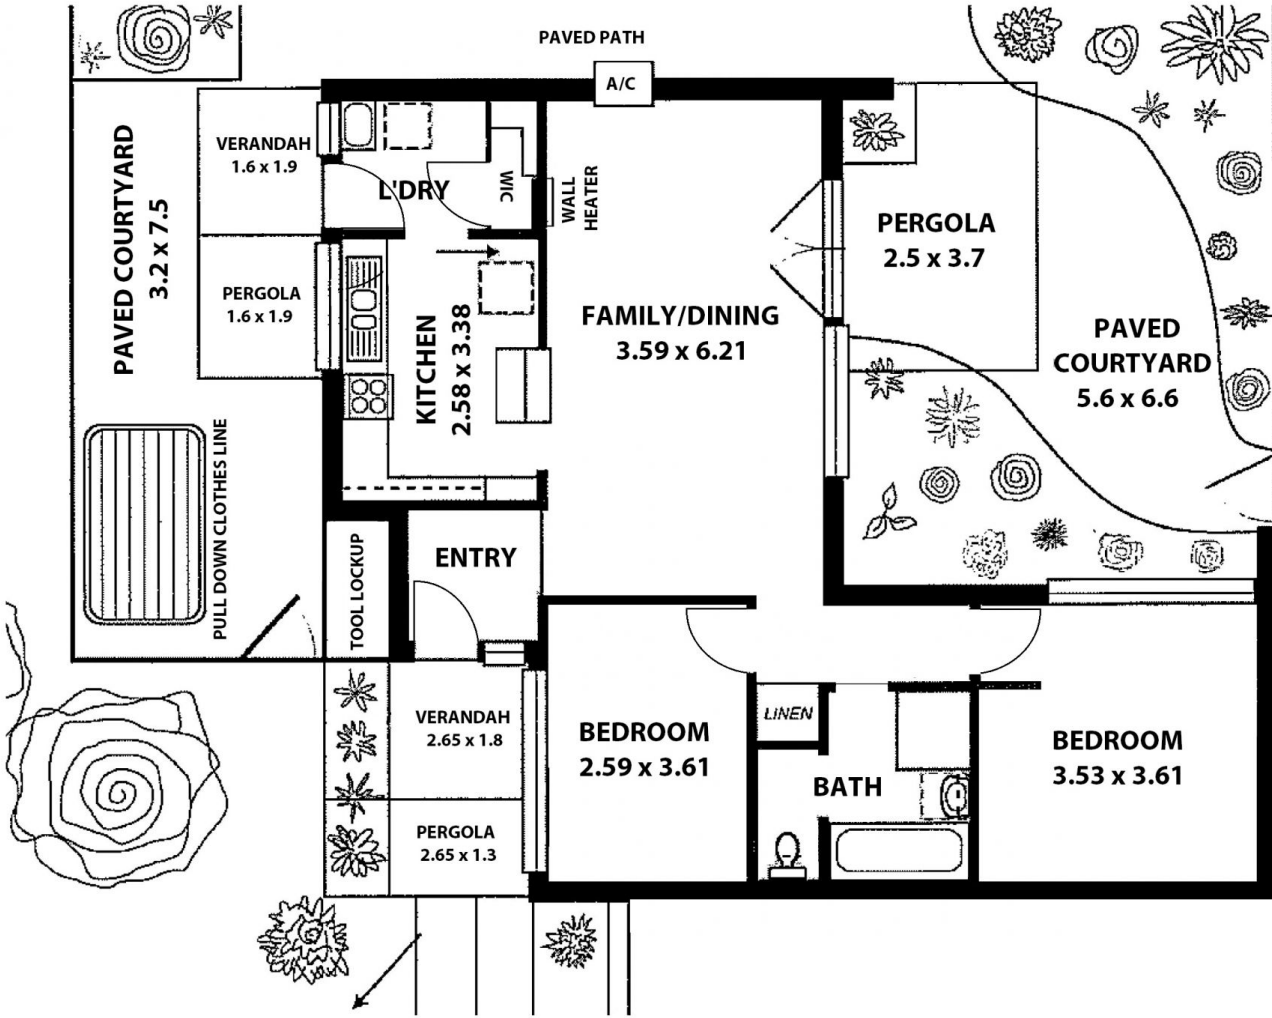 PAVED PATH
A/C
PAVED COURTYARD
3.2 x 7.5
VERANDAH
1.6 x 1.9
L'DRY
WIC
WALL
HEATER
PERGOLA
2.5 x 3.7
PERGOLA
1.6 x 1.9
KITCHEN
2.58 x 3.38
FAMILY/DINING
3.59 x 6.21
PAVED
COURTYARD
5.6 x 6.6
PULL DOWN CLOTHES LINE
TOOL LOCKUP
ENTRY
VERANDAH
2.65 x 1.8
BEDROOM
2.59 x 3.61
LINEN
BATH
BEDROOM
3.53 x 3.61
PERGOLA
2.65 x 1.3